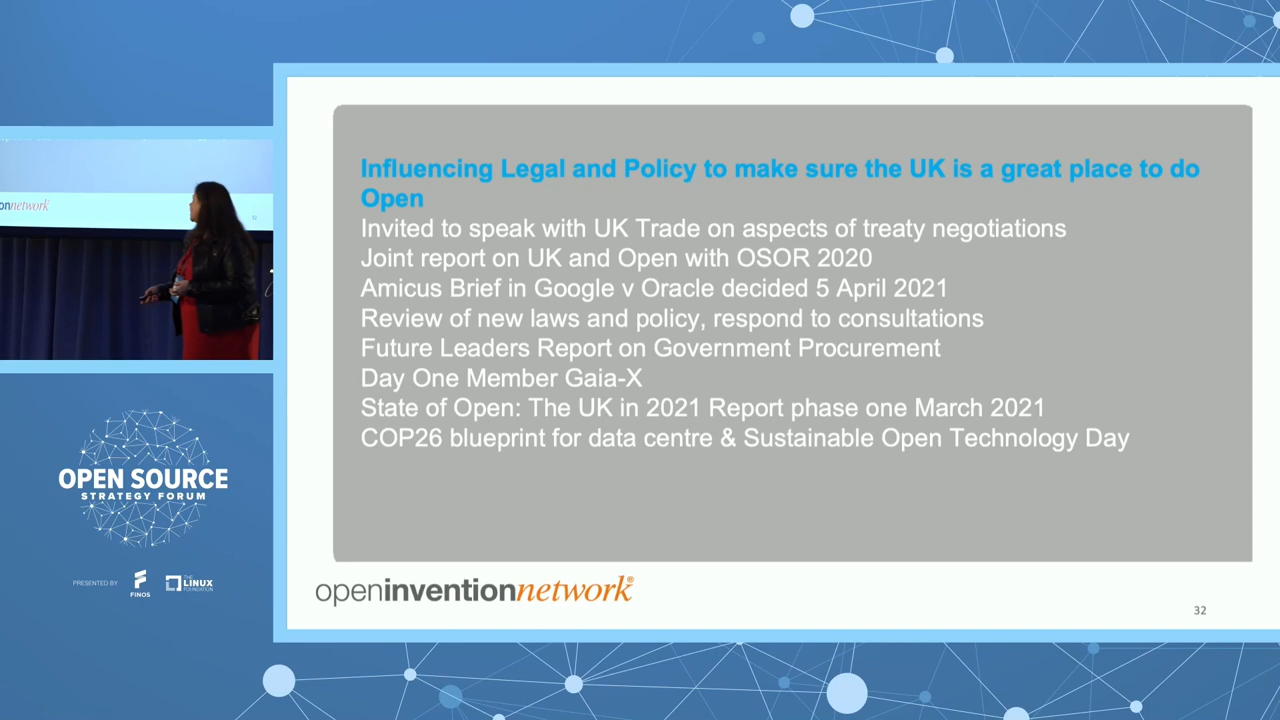 Influencing Legal and Policy to make sure the UK is a great place to do
Open
Invited to speak with UK Trade on aspects of treaty negotiations
Joint report on UK and Open with OSOR 2020
Amicus Brief in Google v Oracle decided 5 April 2021
Review of new laws and policy, respond to consultations
Future Leaders Report on Government Procurement
Day One Member Gaia-X
State of Open: The UK in 2021 Report phase one March 2021
COP26 blueprint for data centre & Sustainable Open Technology Day
openinventionnetwork®
32
onnetwork
32
OPEN SOURCE
STRATEGY FORUM
PRESENTED BY
FINOS
THE
LINUX
FOUNDATION